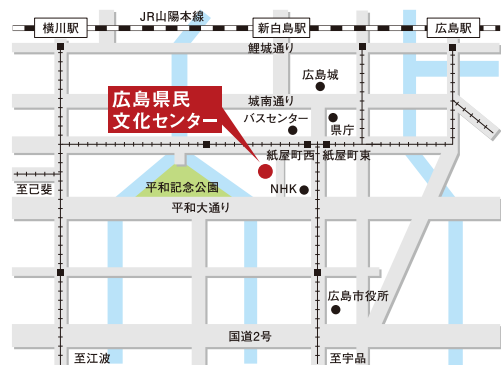 JR山陽本線
横川駅
新白島駅
広島駅
鯉城通り
広島城
広島県民
文化センター
城南通り
バスセンター
県庁
紙屋町西
紙屋町東
至己斐
平和記念公園
NHK
平和大通り
広島市役所
国道2号
至江波
至宇品